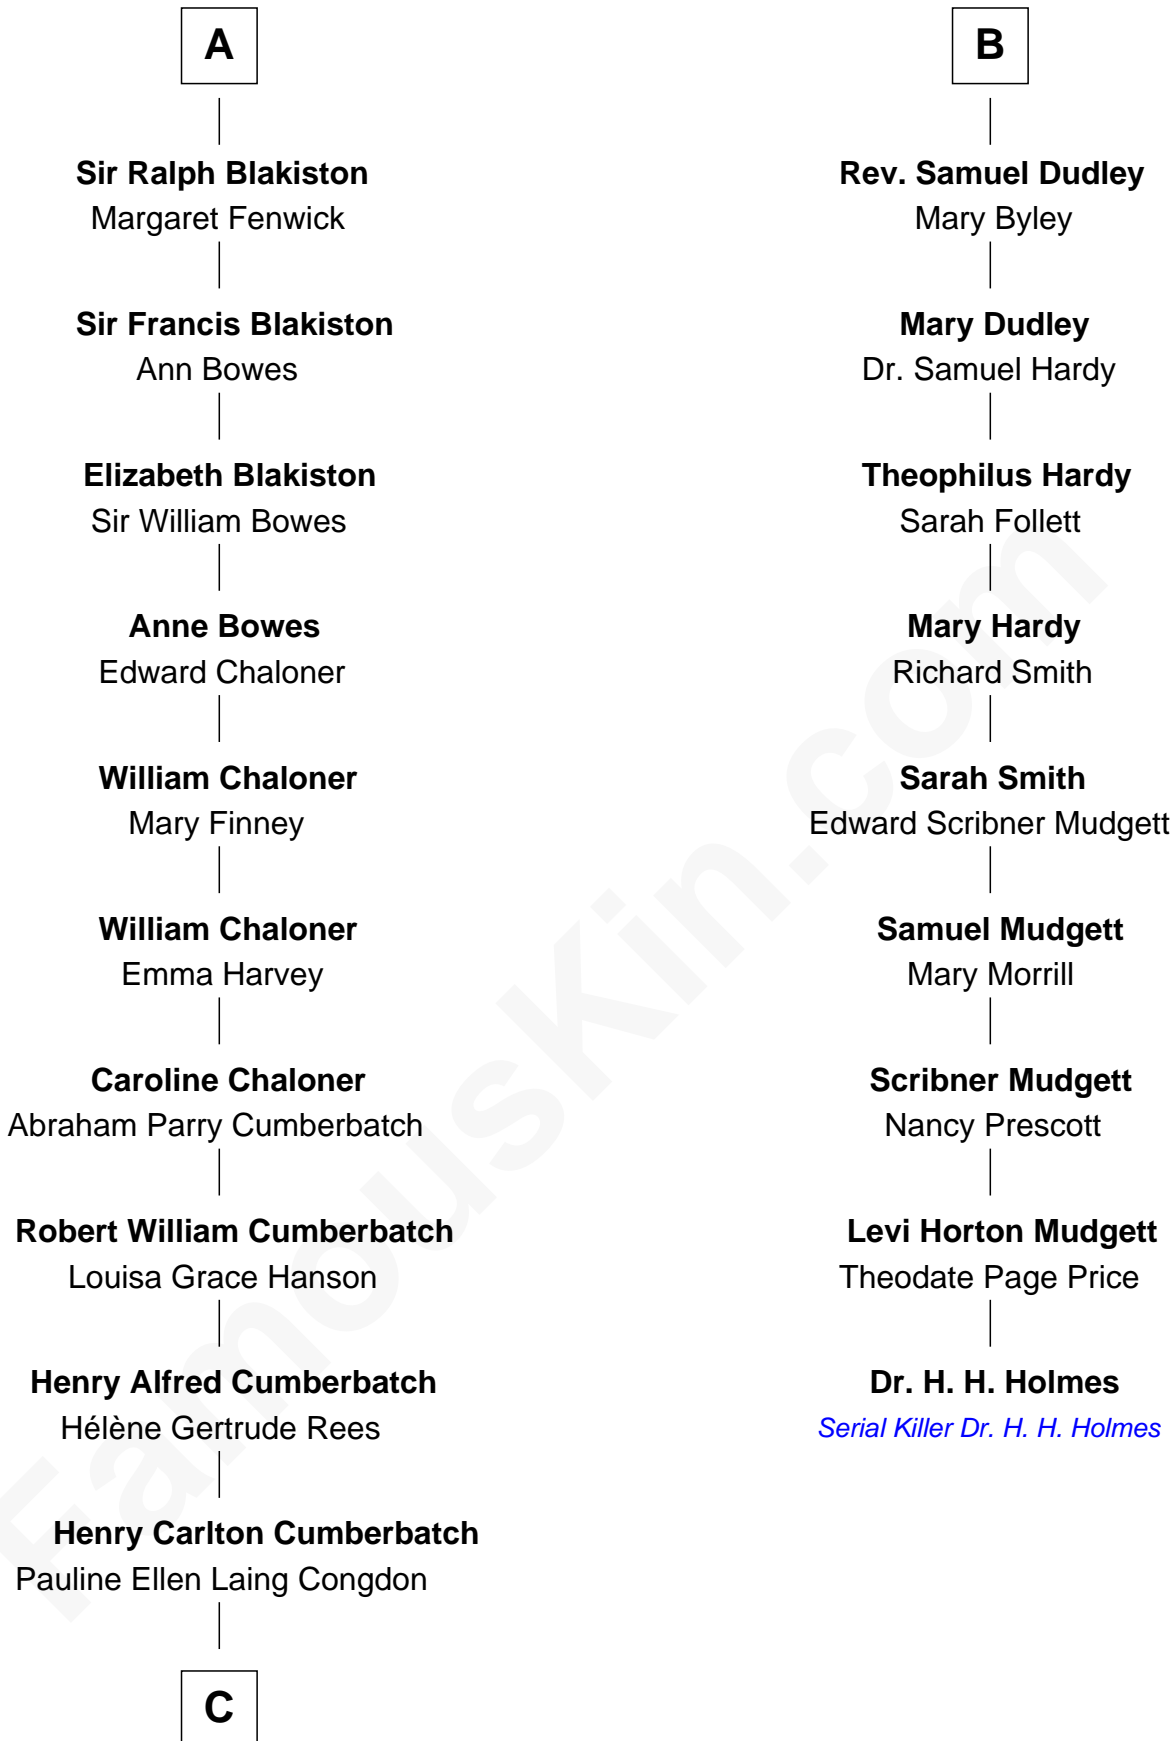 A
Sir Ralph Blakiston
Margaret Fenwick
Sir Francis Blakiston
Ann Bowes
Elizabeth Blakiston
Sir William Bowes
Anne Bowes
Edward Chaloner
William Chaloner
Mary Finney
William Chaloner
Emma Harvey
Caroline Chaloner
Abraham Parry Cumberbatch
Robert William Cumberbatch
Louisa Grace Hanson
Henry Alfred Cumberbatch
Hélène Gertrude Rees
Henry Carlton Cumberbatch
Pauline Ellen Laing Congdon
C
B
Rev. Samuel Dudley
Mary Byley
Mary Dudley
Dr. Samuel Hardy
Theophilus Hardy
Sarah Follett
Mary Hardy
Richard Smith
Sarah Smith
Edward Scribner Mudgett
Samuel Mudgett
Mary Morrill
Scribner Mudgett
Nancy Prescott
Levi Horton Mudgett
Theodate Page Price
Dr. H. H. Holmes
Serial Killer Dr. H. H. Holmes
FamousKin.com